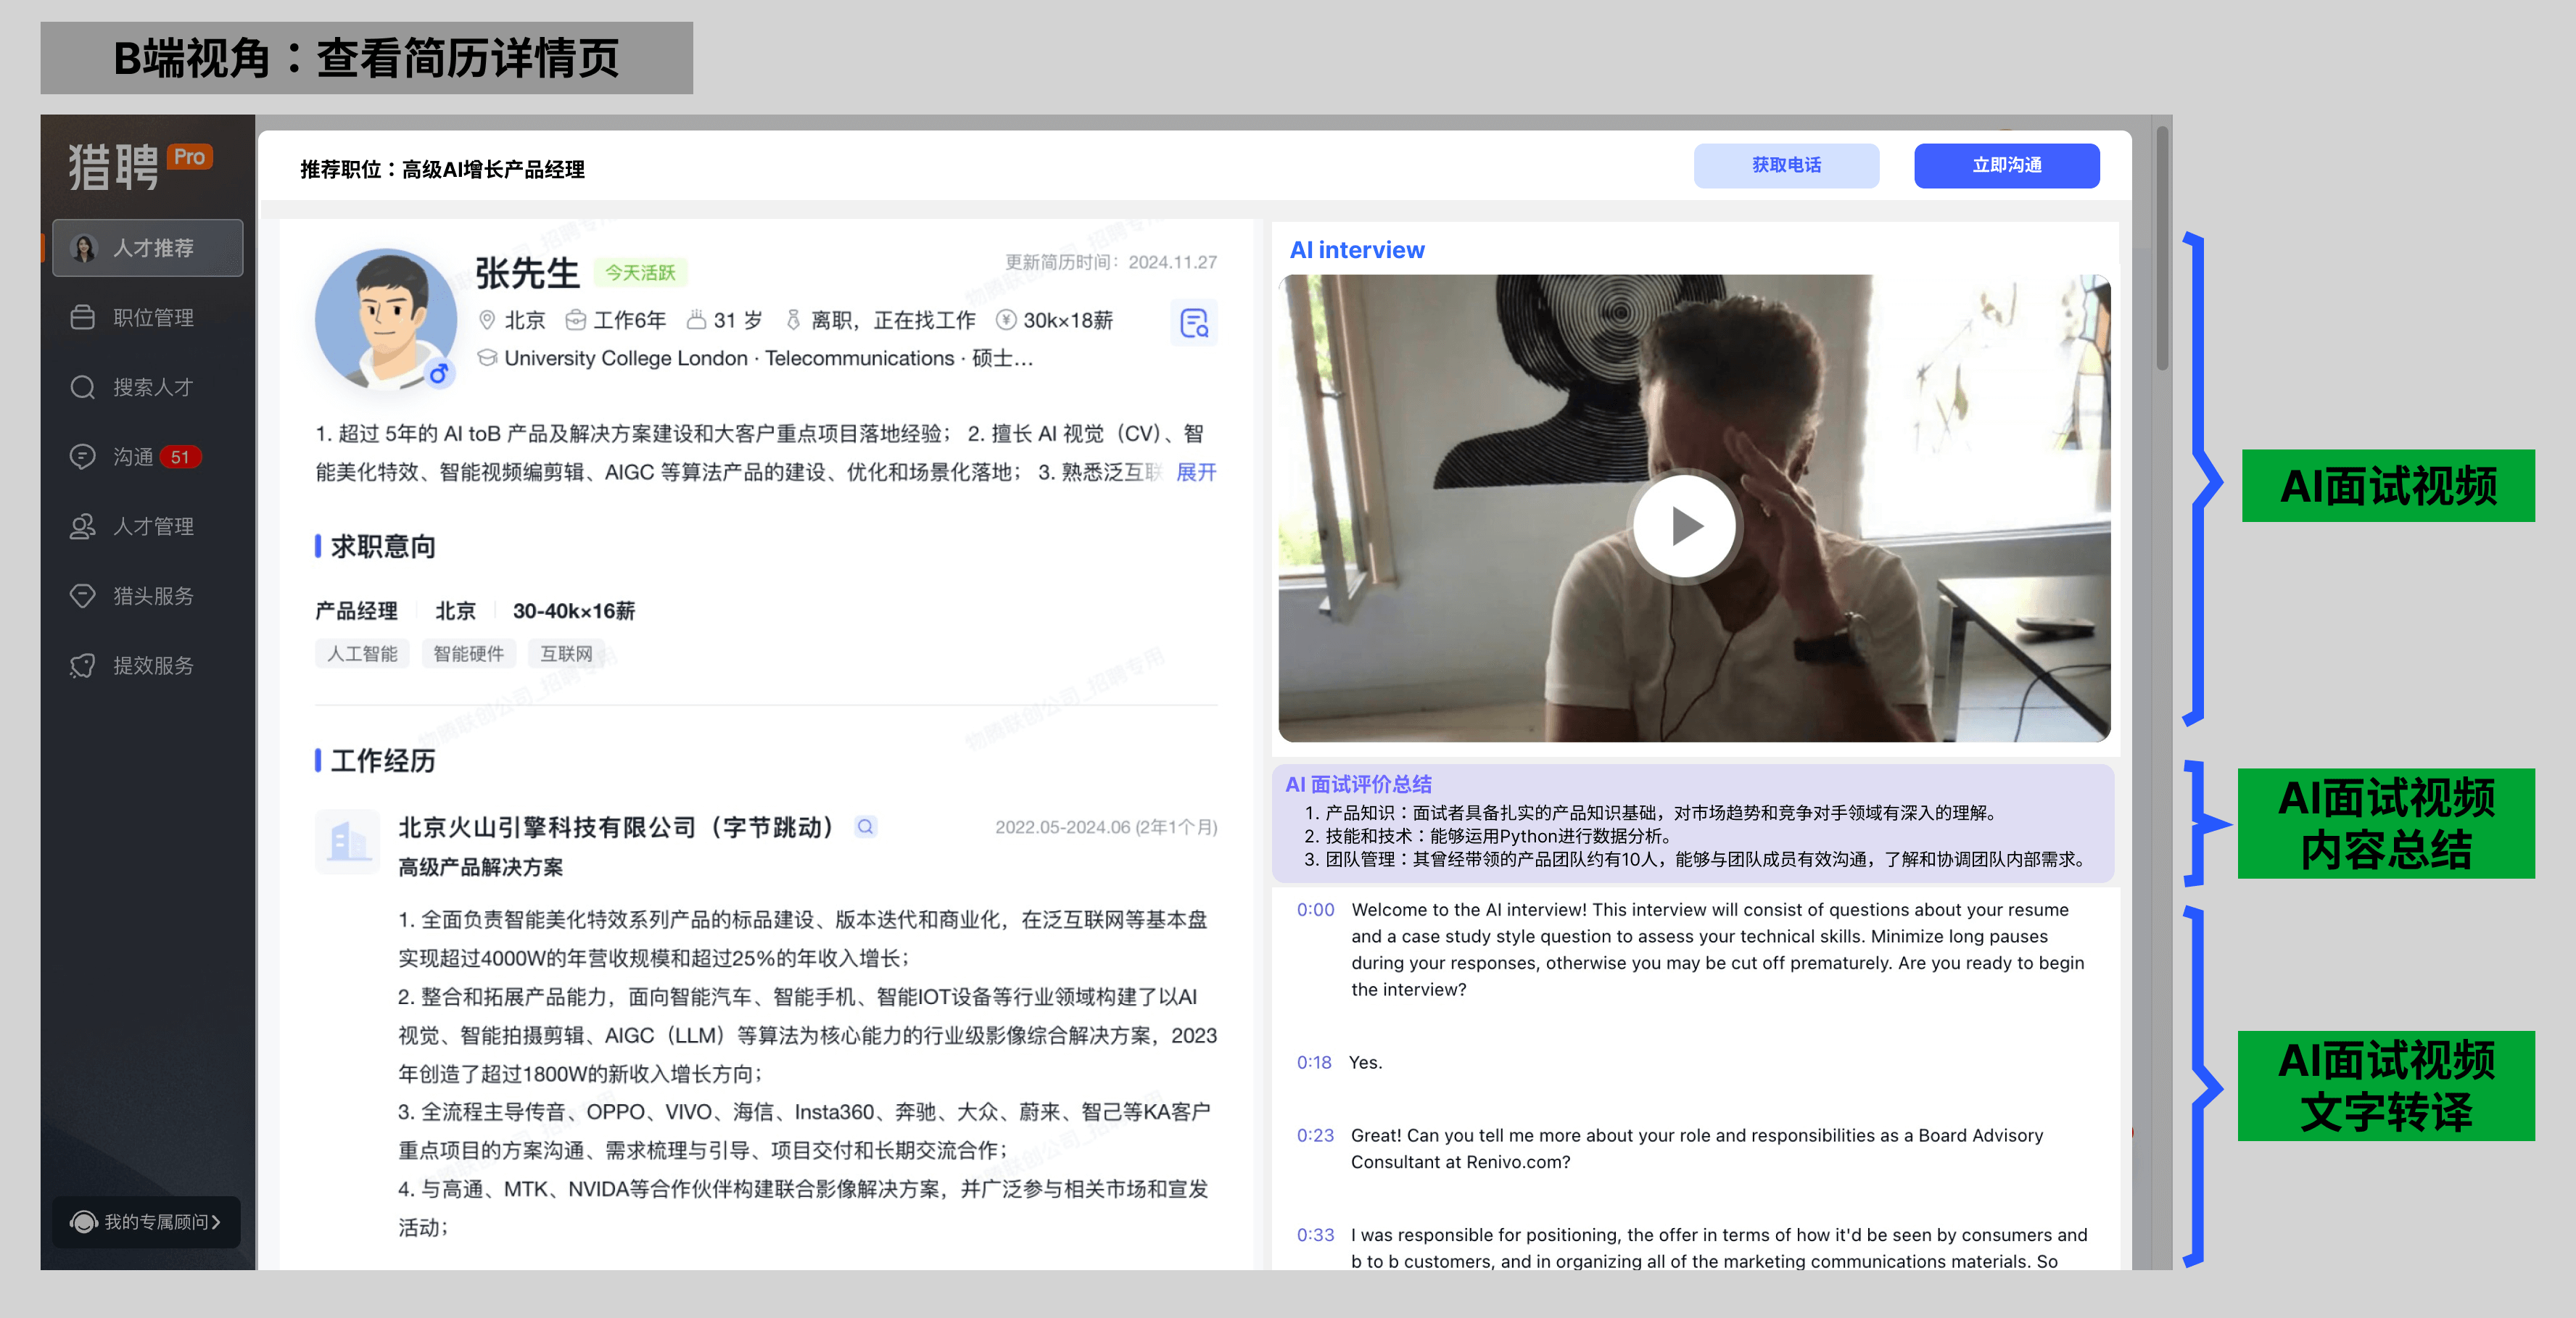 B端视角：查看简历详情页
猎聘 Pro
人才推荐
职位管理
搜索人才
沟通 51
人才管理
猎头服务
提效服务
我的专属顾问
推荐职位：高级AI增长产品经理
获取电话
立即沟通
张先生 今天活跃
更新简历时间：2024.11.27
北京 工作6年 31 岁 离职，正在找工作 30k×18薪
University College London · Telecommunications · 硕士...
1. 超过 5年的 AI toB 产品及解决方案建设和大客户重点项目落地经验； 2. 擅长 AI 视觉（CV）、智
能美化特效、智能视频编剪辑、AIGC 等算法产品的建设、优化和场景化落地； 3. 熟悉泛互联 展开
求职意向
产品经理 北京 30-40k×16薪
人工智能 智能硬件 互联网
工作经历
北京火山引擎科技有限公司（字节跳动）
2022.05-2024.06 (2年1个月)
高级产品解决方案
1. 全面负责智能美化特效系列产品的标品建设、版本迭代和商业化，在泛互联网等基本盘
实现超过4000W的年营收规模和超过25%的年收入增长；
2. 整合和拓展产品能力，面向智能汽车、智能手机、智能IOT设备等行业领域构建了以AI
视觉、智能拍摄剪辑、AIGC（LLM）等算法为核心能力的行业级影像综合解决方案，2023
年创造了超过1800W的新收入增长方向；
3. 全流程主导传音、OPPO、VIVO、海信、Insta360、奔驰、大众、蔚来、智己等KA客户
重点项目的方案沟通、需求梳理与引导、项目交付和长期交流合作；
4. 与高通、MTK、NVIDA等合作伙伴构建联合影像解决方案，并广泛参与相关市场和宣发
活动；
物腾联创公司_招聘专用
物腾联创公司_招聘专用
AI interview
AI 面试评价总结
1. 产品知识：面试者具备扎实的产品知识基础，对市场趋势和竞争对手领域有深入的理解。
2. 技能和技术：能够运用Python进行数据分析。
3. 团队管理：其曾经带领的产品团队约有10人，能够与团队成员有效沟通，了解和协调团队内部需求。
0:00 Welcome to the AI interview! This interview will consist of questions about your resume
and a case study style question to assess your technical skills. Minimize long pauses
during your responses, otherwise you may be cut off prematurely. Are you ready to begin
the interview?
0:18 Yes.
0:23 Great! Can you tell me more about your role and responsibilities as a Board Advisory
Consultant at Renivo.com?
0:33 I was responsible for positioning, the offer in terms of how it'd be seen by consumers and
b to b customers, and in organizing all of the marketing communications materials. So
AI面试视频
AI面试视频
内容总结
AI面试视频
文字转译